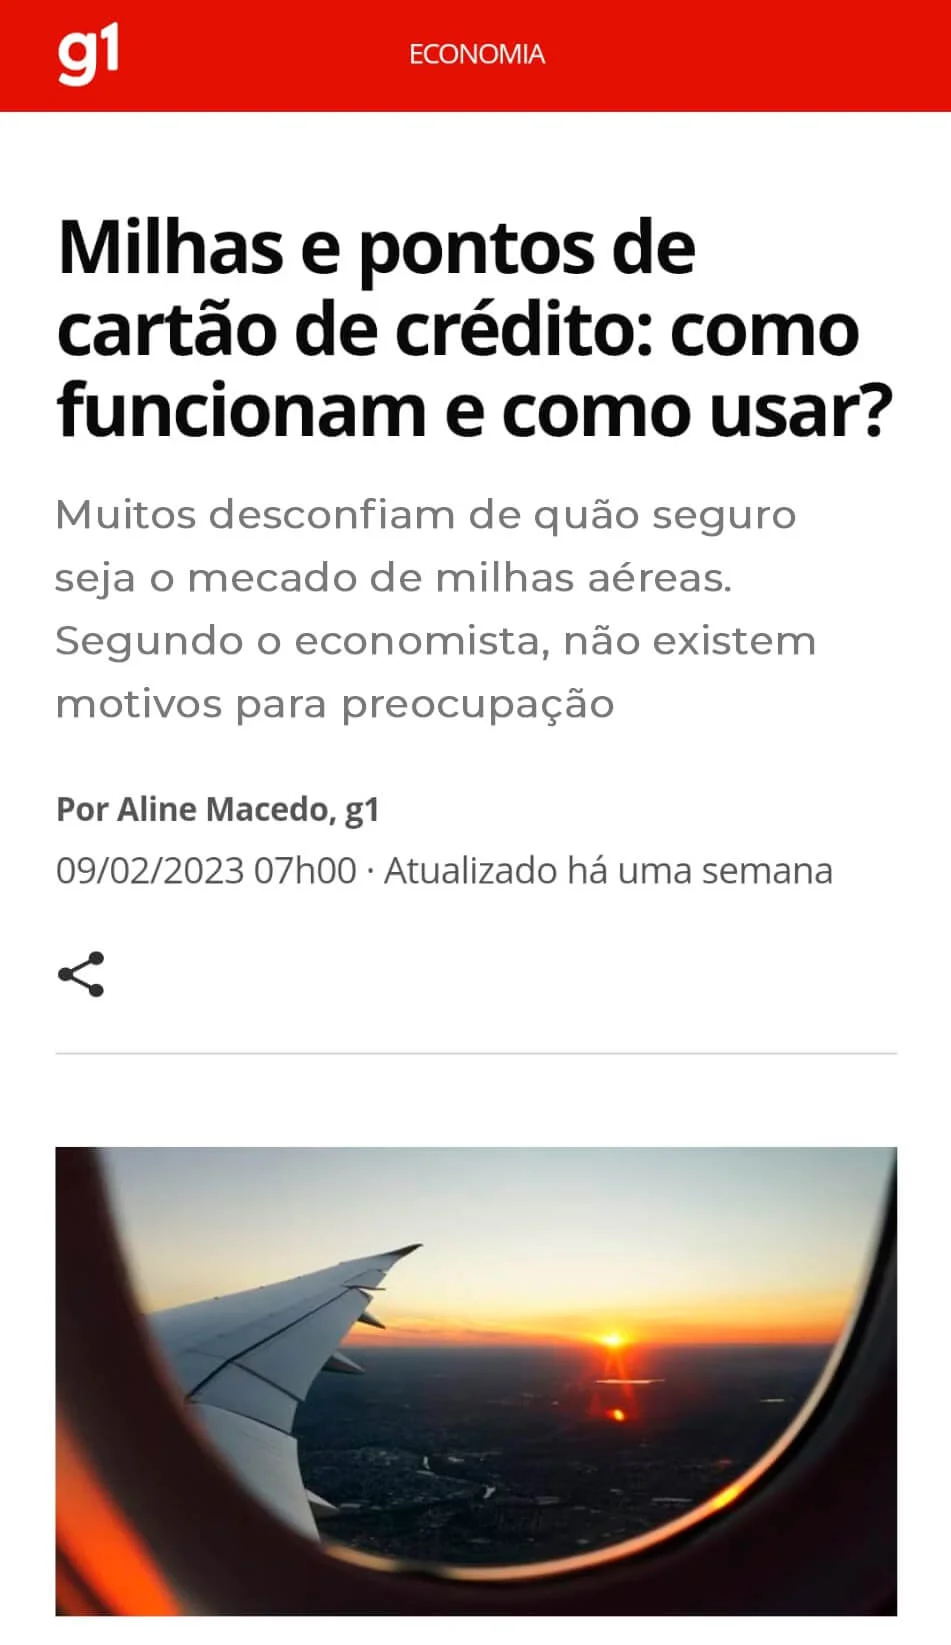 g1
ECONOMIA
Milhas e pontos de
cartão de crédito: como
funcionam e como usar?
Muitos desconfiam de quão seguro
seja o mecado de milhas aéreas.
Segundo o economista, não existem
motivos para preocupação
Por Aline Macedo, g1
09/02/2023 07h00 · Atualizado há uma semana